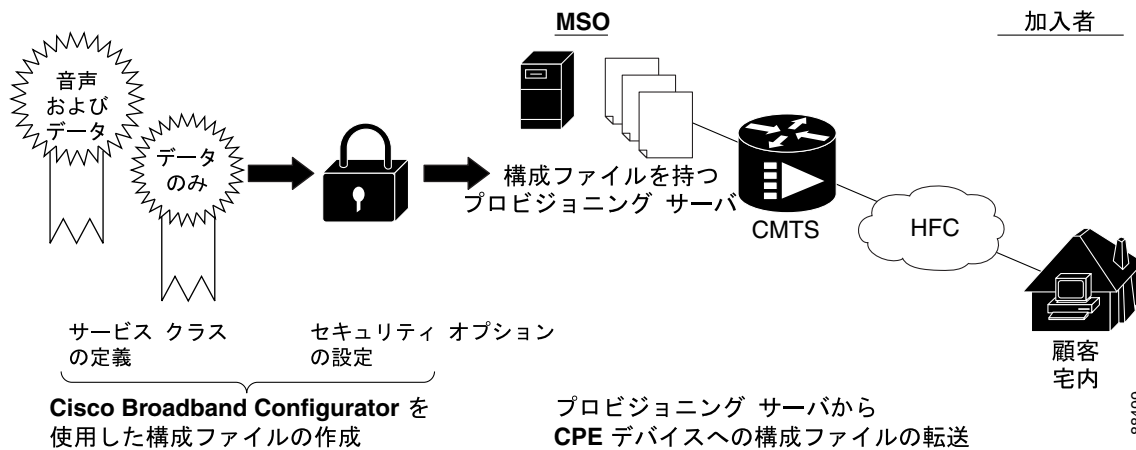 MSO
加入者
音声
および
データ
データ
のみ
構成ファイルを持つ
プロビジョニング サーバ
CMTS
HFC
顧客
宅内
サービス クラス
の定義
セキュリティ オプション
の設定
Cisco Broadband Configurator を
使用した構成ファイルの作成
プロビジョニング サーバから
CPE デバイスへの構成ファイルの転送